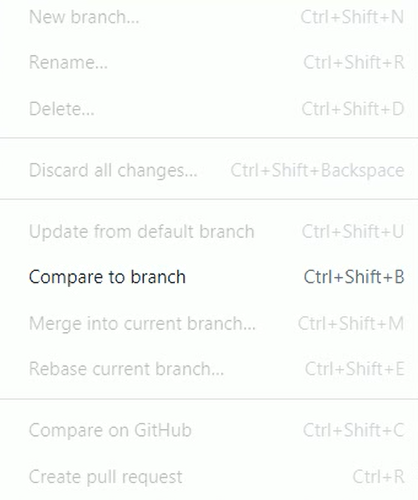 New branch... Ctrl+Shift+N
Rename... Ctrl+Shift+R
Delete... Ctrl+Shift+D
Discard all changes... Ctrl+Shift+Backspace
Update from default branch Ctrl+Shift+U
Compare to branch Ctrl+Shift+B
Merge into current branch... Ctrl+Shift+M
Rebase current branch... Ctrl+Shift+E
Compare on GitHub Ctrl+Shift+C
Create pull request Ctrl+R